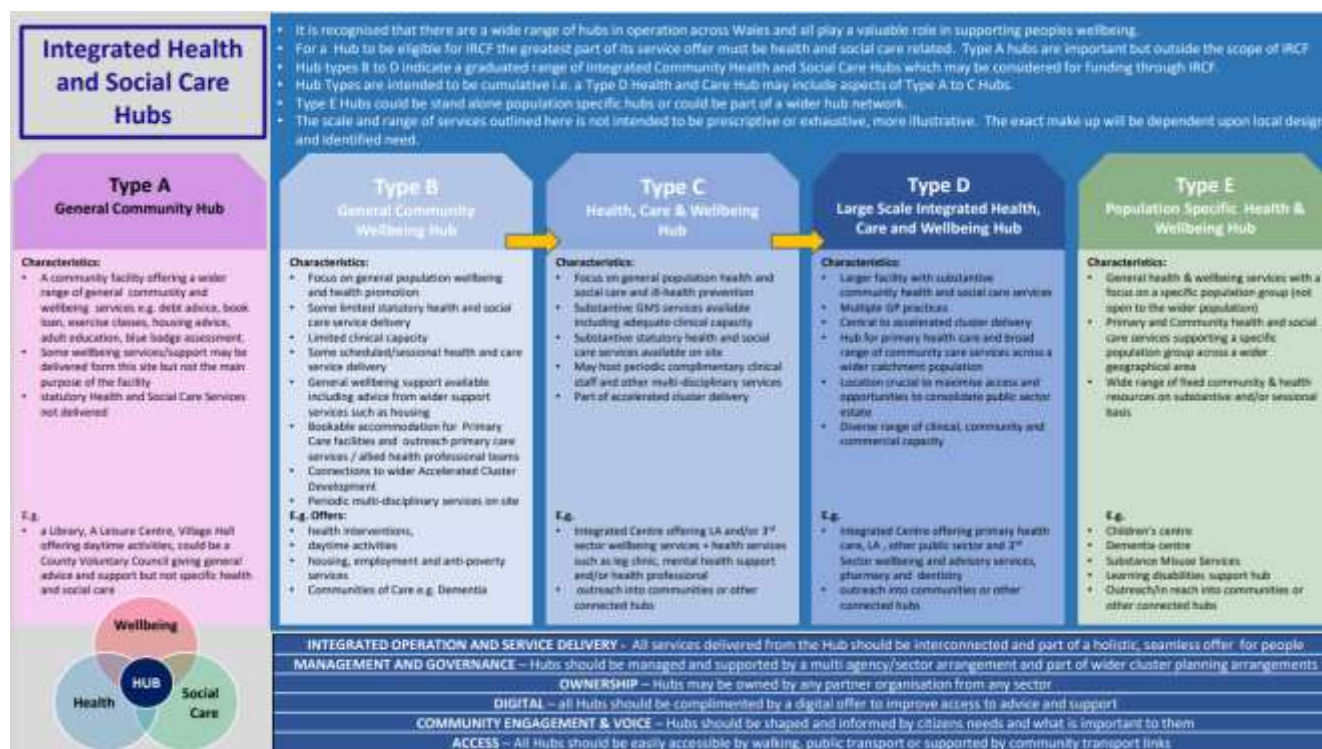 Integrated Health
and Social Care
Hubs
• It is recognised that there are a wide range of hubs in operation across Wales and all play a valuable role in supporting peoples wellbeing.
• For a Hub to be eligible for IRCF the greatest part of its service offer must be health and social care related. Type A hubs are important but outside the scope of IRCF
• Hub types B to D indicate a graduated range of Integrated Community Health and Social Care Hubs which may be considered for funding through IRCF.
• Hub Types are intended to be cumulative i.e. a Type D Health and Care Hub may include aspects of Type A to C Hubs.
• Type E Hubs could be stand alone population specific hubs or could be part of a wider hub network.
• The scale and range of services outlined here is not intended to be prescriptive or exhaustive, more illustrative. The exact make up will be dependent upon local design
and identified need.
Type A
General Community Hub
Characteristics:
• A community facility offering a wider
range of general community and
wellbeing services e.g. debt advice, book
loan, exercise classes, housing advice,
adult education, blue badge assessment.
• Some wellbeing services/support may be
delivered form this site but not the main
purpose of the facility
• statutory Health and Social Care Services
not delivered
E.g.
• a Library, A Leisure Centre, Village Hall
offering daytime activities, could be a
County Voluntary Council giving general
advice and support but not specific health
and social care
Type B
General Community
Wellbeing Hub
Characteristics:
• Focus on general population wellbeing
and health promotion
• Some limited statutory health and social
care service delivery
• Limited clinical capacity
• Some scheduled/sessional health and care
service delivery
• General wellbeing support available
including advice from wider support
services such as housing
• Bookable accommodation for Primary
Care facilities and outreach primary care
services / allied health professional teams
• Connections to wider Accelerated Cluster
Development
• Periodic multi-disciplinary services on site
E.g. Offers:
• health interventions,
• daytime activities
• housing, employment and anti-poverty
services
• Communities of Care e.g. Dementia
Type C
Health, Care & Wellbeing
Hub
Characteristics:
• Focus on general population health and
social care and ill-health prevention
• Substantive GMS services available
including adequate clinical capacity
• Substantive statutory health and social
care services available on site
• May host periodic complimentary clinical
staff and other multi-disciplinary services
• Part of accelerated cluster delivery
E.g.
• Integrated Centre offering LA and/or 3rd
sector wellbeing services + health services
such as leg clinic, mental health support
and/or health professional
• outreach into communities or other
connected hubs
Type D
Large Scale Integrated Health,
Care and Wellbeing Hub
Characteristics:
• Larger facility with substantive
community health and social care services
• Multiple GP practices
• Central to accelerated cluster delivery
• Hub for primary health care and broad
range of community care services across a
wider catchment population
• Location crucial to maximise access and
opportunities to consolidate public sector
estate
• Diverse range of clinical, community and
commercial capacity
E.g.
• Integrated Centre offering primary health
care, LA , other public sector and 3rd
Sector wellbeing and advisory services,
pharmacy and dentistry
• outreach into communities or other
connected hubs
Type E
Population Specific Health &
Wellbeing Hub
Characteristics:
• General health & wellbeing services with a
focus on a specific population group (not
open to the wider population)
• Primary and Community health and social
care services supporting a specific
population group across a wider
geographical area
• Wide range of fixed community & health
resources on substantive and/or sessional
basis
E.g.
• Children's centre
• Dementia centre
• Substance Misuse Services
• Learning disabilities support hub
• Outreach/in reach into communities or
other connected hubs
Wellbeing
HUB
Health
Social
Care
INTEGRATED OPERATION AND SERVICE DELIVERY - All services delivered from the Hub should be interconnected and part of a holistic, seamless offer for people
MANAGEMENT AND GOVERNANCE – Hubs should be managed and supported by a multi agency/sector arrangement and part of wider cluster planning arrangements
OWNERSHIP – Hubs may be owned by any partner organisation from any sector
DIGITAL – all Hubs should be complimented by a digital offer to improve access to advice and support
COMMUNITY ENGAGEMENT & VOICE – Hubs should be shaped and informed by citizens needs and what is important to them
ACCESS – All Hubs should be easily accessible by walking, public transport or supported by community transport links